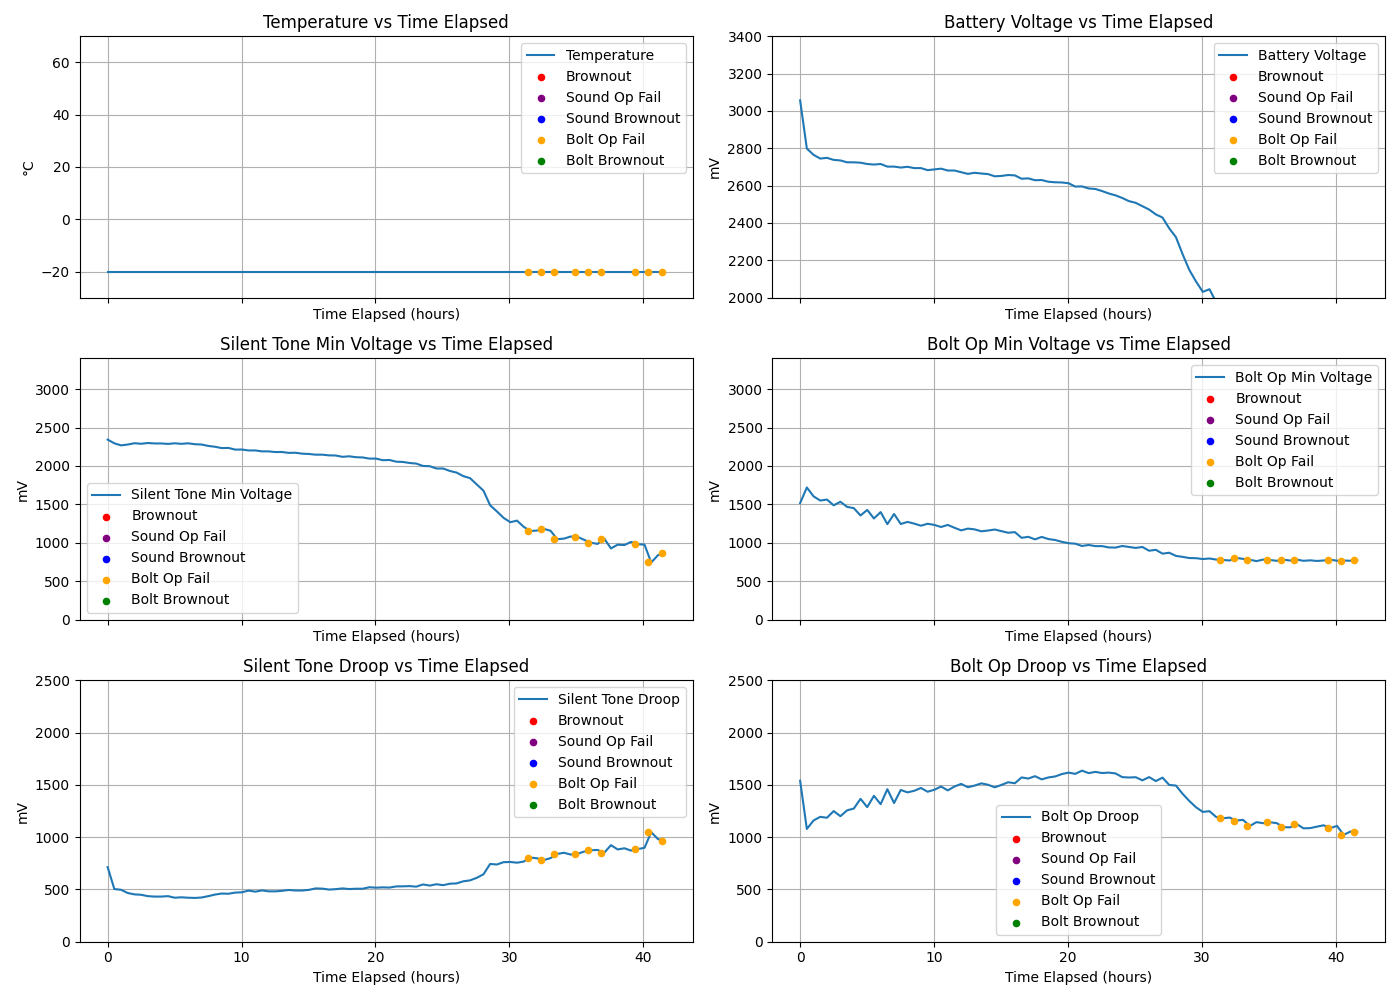 Temperature vs Time Elapsed
°C
60
40
20
0
−20
Temperature
Brownout
Sound Op Fail
Sound Brownout
Bolt Op Fail
Bolt Brownout
Time Elapsed (hours)
Battery Voltage vs Time Elapsed
mV
3400
3200
3000
2800
2600
2400
2200
2000
Battery Voltage
Brownout
Sound Op Fail
Sound Brownout
Bolt Op Fail
Bolt Brownout
Time Elapsed (hours)
Silent Tone Min Voltage vs Time Elapsed
mV
3000
2500
2000
1500
1000
500
0
Silent Tone Min Voltage
Brownout
Sound Op Fail
Sound Brownout
Bolt Op Fail
Bolt Brownout
Time Elapsed (hours)
Bolt Op Min Voltage vs Time Elapsed
mV
3000
2500
2000
1500
1000
500
0
Bolt Op Min Voltage
Brownout
Sound Op Fail
Sound Brownout
Bolt Op Fail
Bolt Brownout
Time Elapsed (hours)
Silent Tone Droop vs Time Elapsed
mV
2500
2000
1500
1000
500
0
Silent Tone Droop
Brownout
Sound Op Fail
Sound Brownout
Bolt Op Fail
Bolt Brownout
0 10 20 30 40
Time Elapsed (hours)
Bolt Op Droop vs Time Elapsed
mV
2500
2000
1500
1000
500
0
Bolt Op Droop
Brownout
Sound Op Fail
Sound Brownout
Bolt Op Fail
Bolt Brownout
0 10 20 30 40
Time Elapsed (hours)